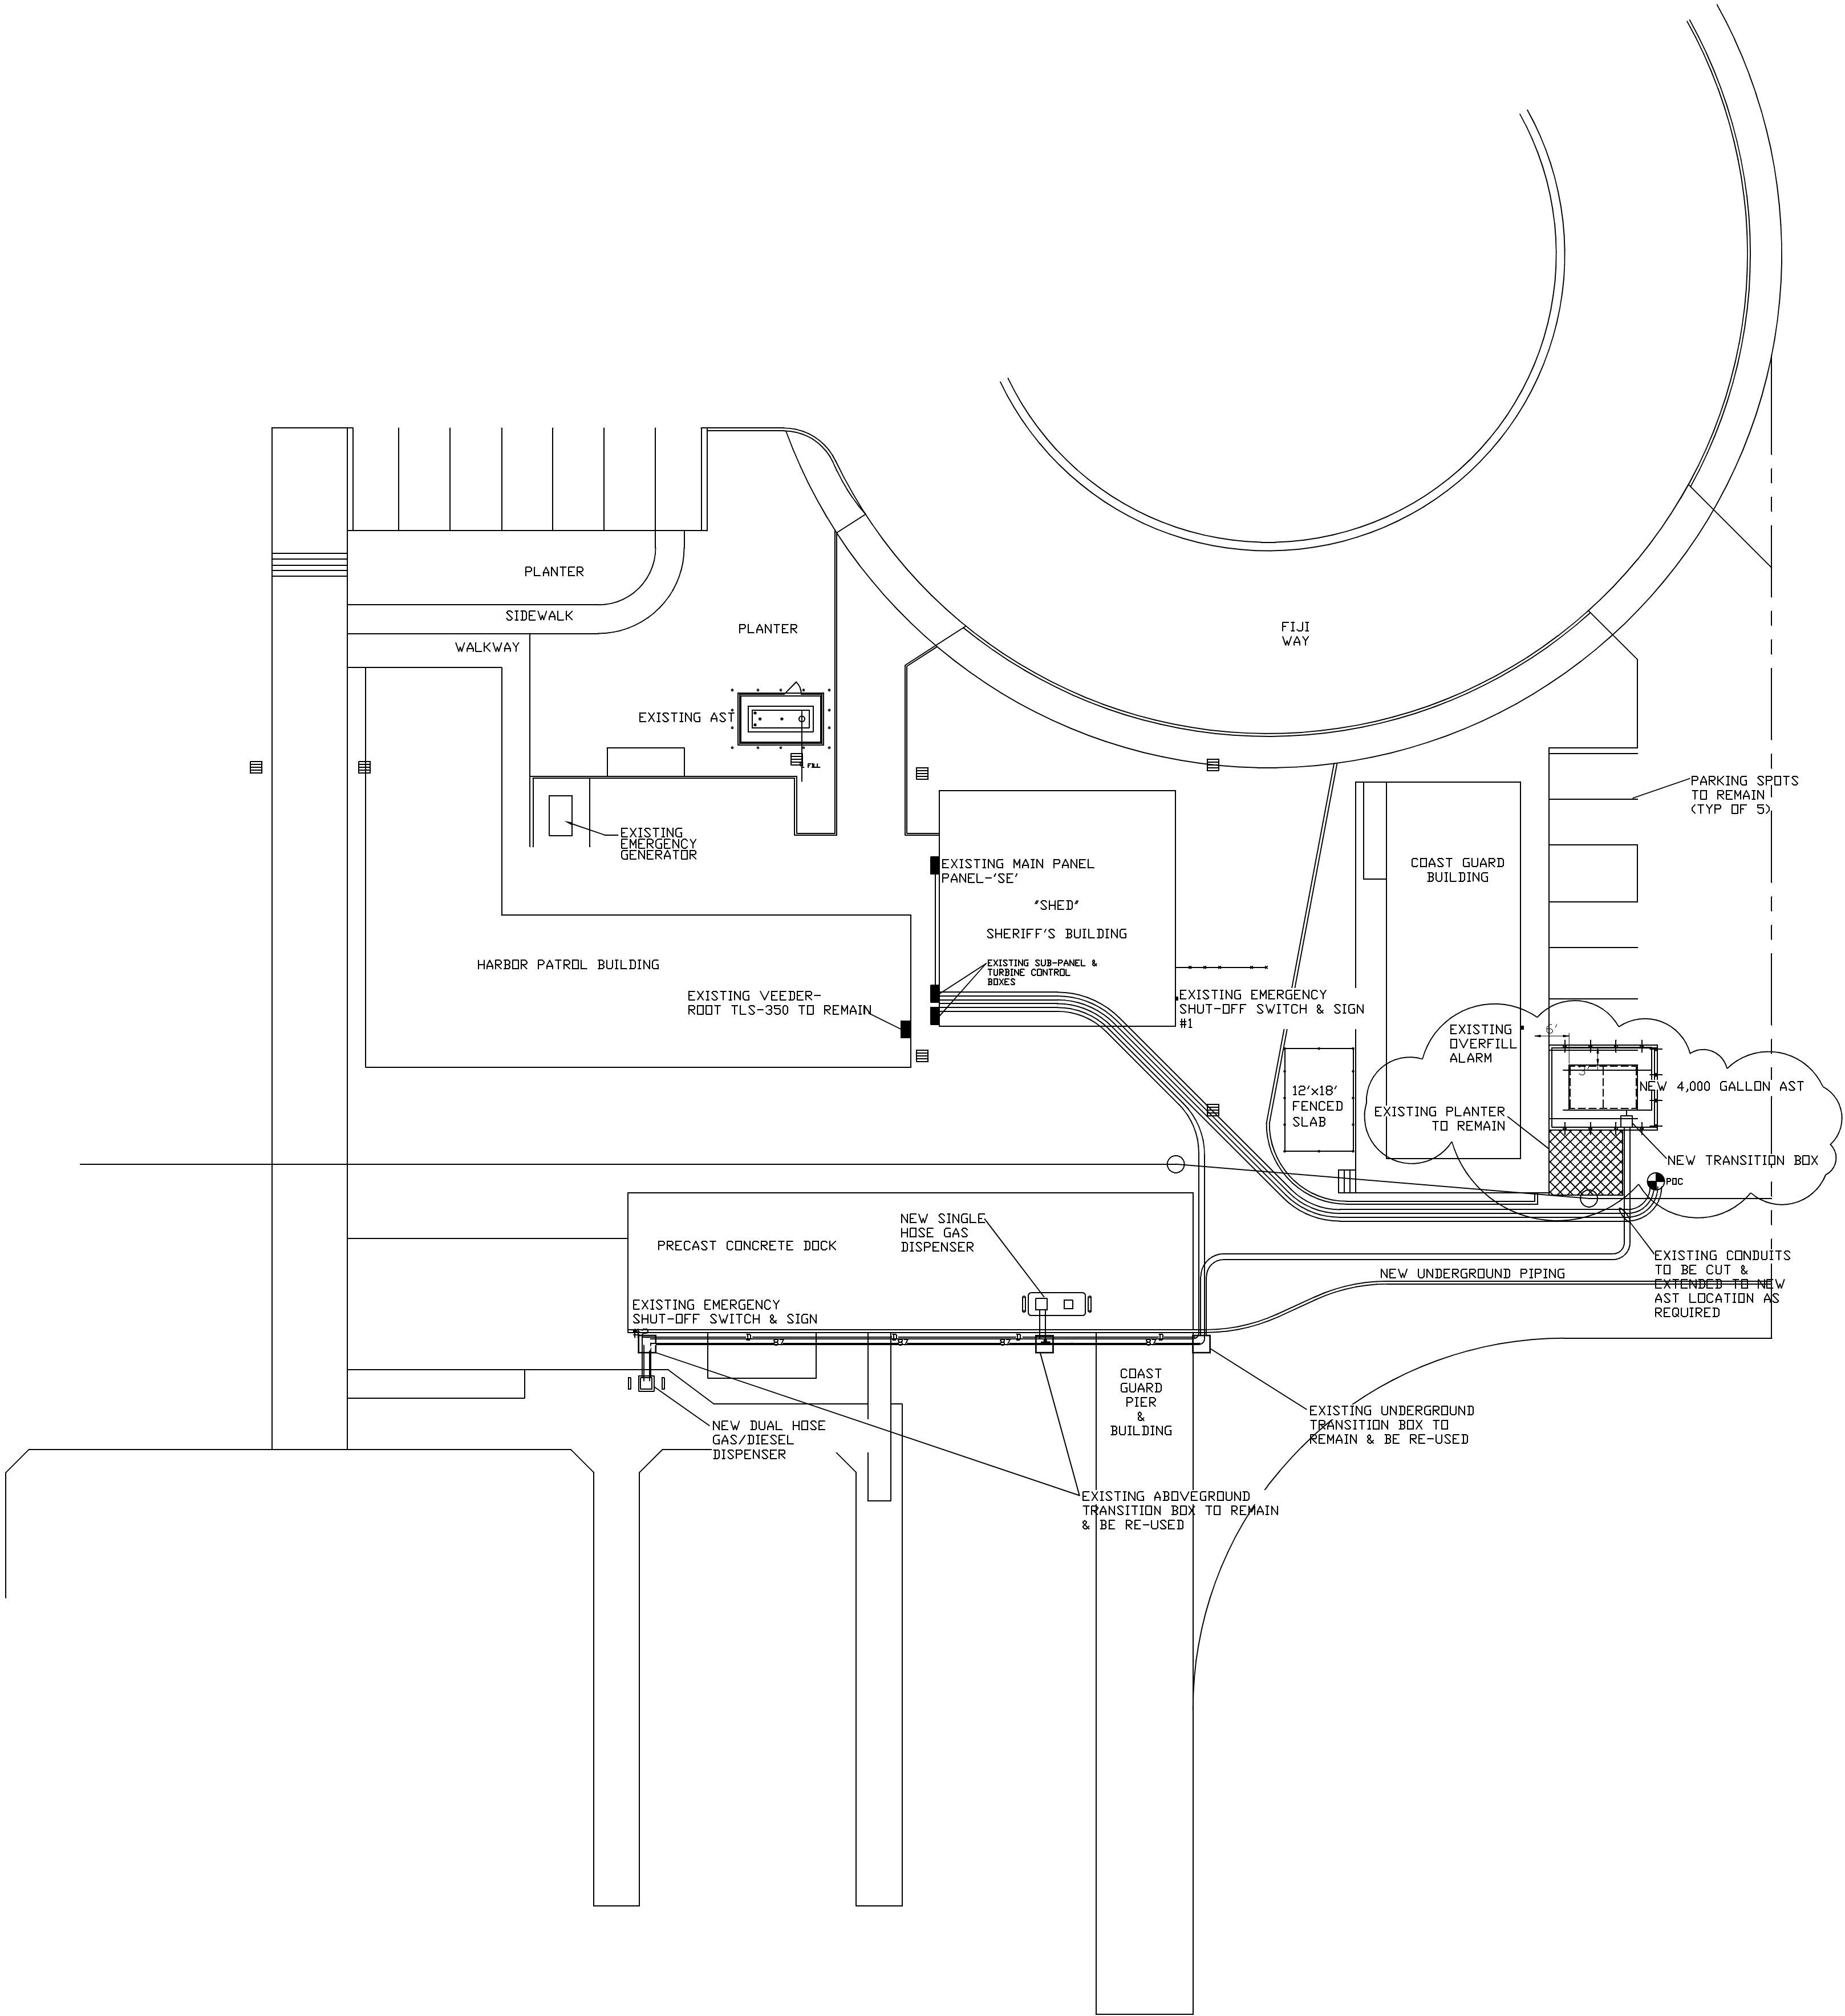 PLANTER
SIDEWALK
WALKWAY
PLANTER
FIJI
WAY
EXISTING AST
FILL
EXISTING
EMERGENCY
GENERATOR
PARKING SPOTS
TO REMAIN
(TYP OF 5)
EXISTING MAIN PANEL
PANEL-'SE'
"SHED"
SHERIFF'S BUILDING
COAST GUARD
BUILDING
HARBOR PATROL BUILDING
EXISTING SUB-PANEL &
TURBINE CONTROL
BOXES
EXISTING VEEDER-
ROOT TLS-350 TO REMAIN
EXISTING EMERGENCY
SHUT-OFF SWITCH & SIGN
#1
EXISTING
OVERFILL
ALARM
6'
3'
NEW 4,000 GALLON AST
12'x18'
FENCED
SLAB
EXISTING PLANTER
TO REMAIN
NEW TRANSITION BOX
POC
NEW SINGLE
HOSE GAS
DISPENSER
PRECAST CONCRETE DOCK
EXISTING CONDUITS
TO BE CUT &
EXTENDED TO NEW
AST LOCATION AS
REQUIRED
NEW UNDERGROUND PIPING
EXISTING EMERGENCY
SHUT-OFF SWITCH & SIGN
#2
D
87
D
87
D
87
D
87
COAST
GUARD
PIER
&
BUILDING
EXISTING UNDERGROUND
TRANSITION BOX TO
REMAIN & BE RE-USED
NEW DUAL HOSE
GAS/DIESEL
DISPENSER
EXISTING ABOVEGROUND
TRANSITION BOX TO REMAIN
& BE RE-USED